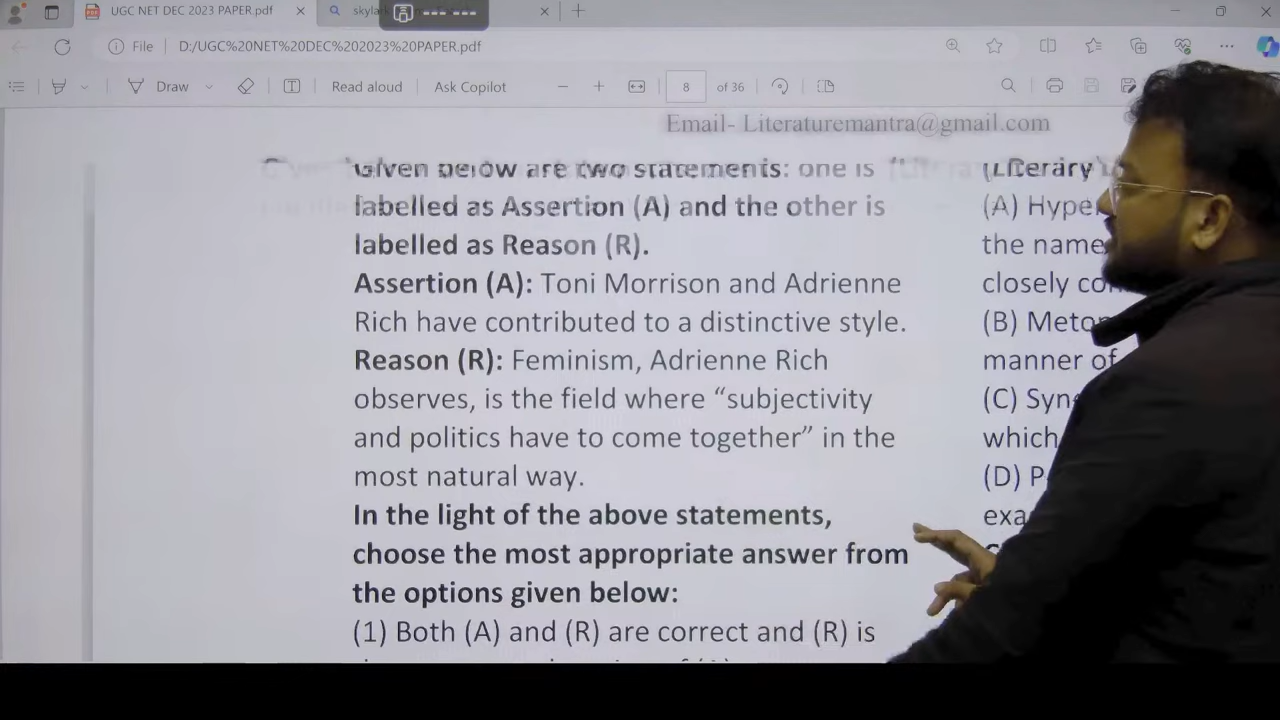 UGC NET DEC 2023 PAPER.pdf
File D:/UGC%20NET%20DEC%202023%20PAPER.pdf
Draw Read aloud Ask Copilot 8 of 36
Email- Literaturemantra@gmail.com
Given below are two statements: one is
labelled as Assertion (A) and the other is
labelled as Reason (R).
Assertion (A): Toni Morrison and Adrienne
Rich have contributed to a distinctive style.
Reason (R): Feminism, Adrienne Rich
observes, is the field where “subjectivity
and politics have to come together” in the
most natural way.
In the light of the above statements,
choose the most appropriate answer from
the options given below:
(1) Both (A) and (R) are correct and (R) is
(Literary
(A)
the name
closely
(B)
manner of
(C)
which
(D)